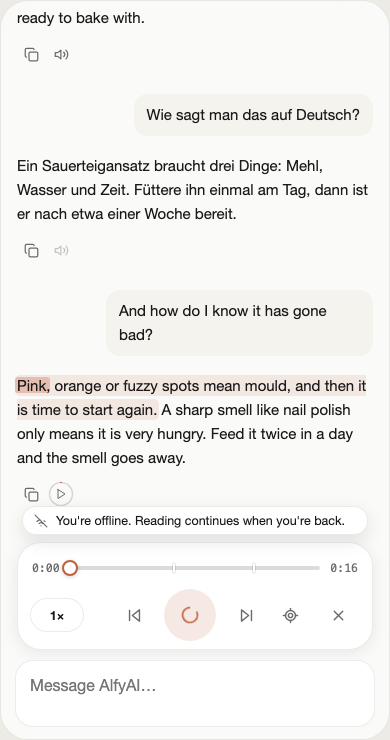 ready to bake with.
Wie sagt man das auf Deutsch?
Ein Sauerteigansatz braucht drei Dinge: Mehl,
Wasser und Zeit. Füttere ihn einmal am Tag, dann ist
er nach etwa einer Woche bereit.
And how do I know it has gone
bad?
Pink, orange or fuzzy spots mean mould, and then it
is time to start again. A sharp smell like nail polish
only means it is very hungry. Feed it twice in a day
and the smell goes away.
You're offline. Reading continues when you're back.
0:00 0:16
1×
Message AlfyAI…